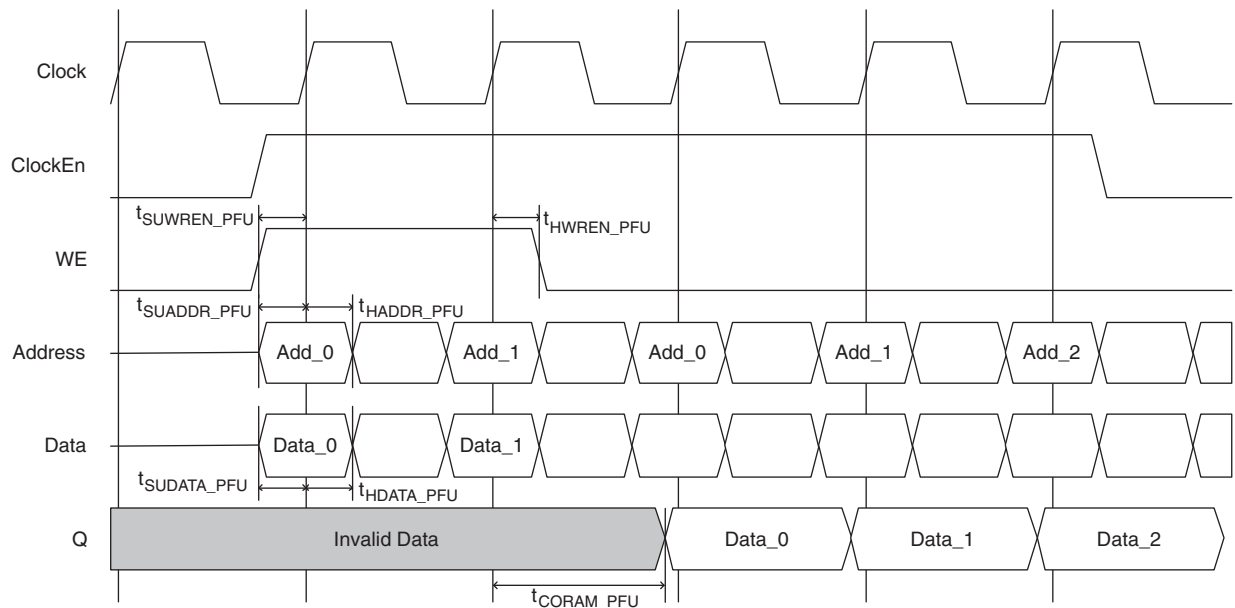 Clock
ClockEn
tSUWREN_PFU
tHWREN_PFU
WE
tSUADDR_PFU
tHADDR_PFU
Address
Add_0
Add_1
Add_0
Add_1
Add_2
Data
Data_0
Data_1
tSUDATA_PFU
tHDATA_PFU
Q
Invalid Data
Data_0
Data_1
Data_2
tCORAM_PFU